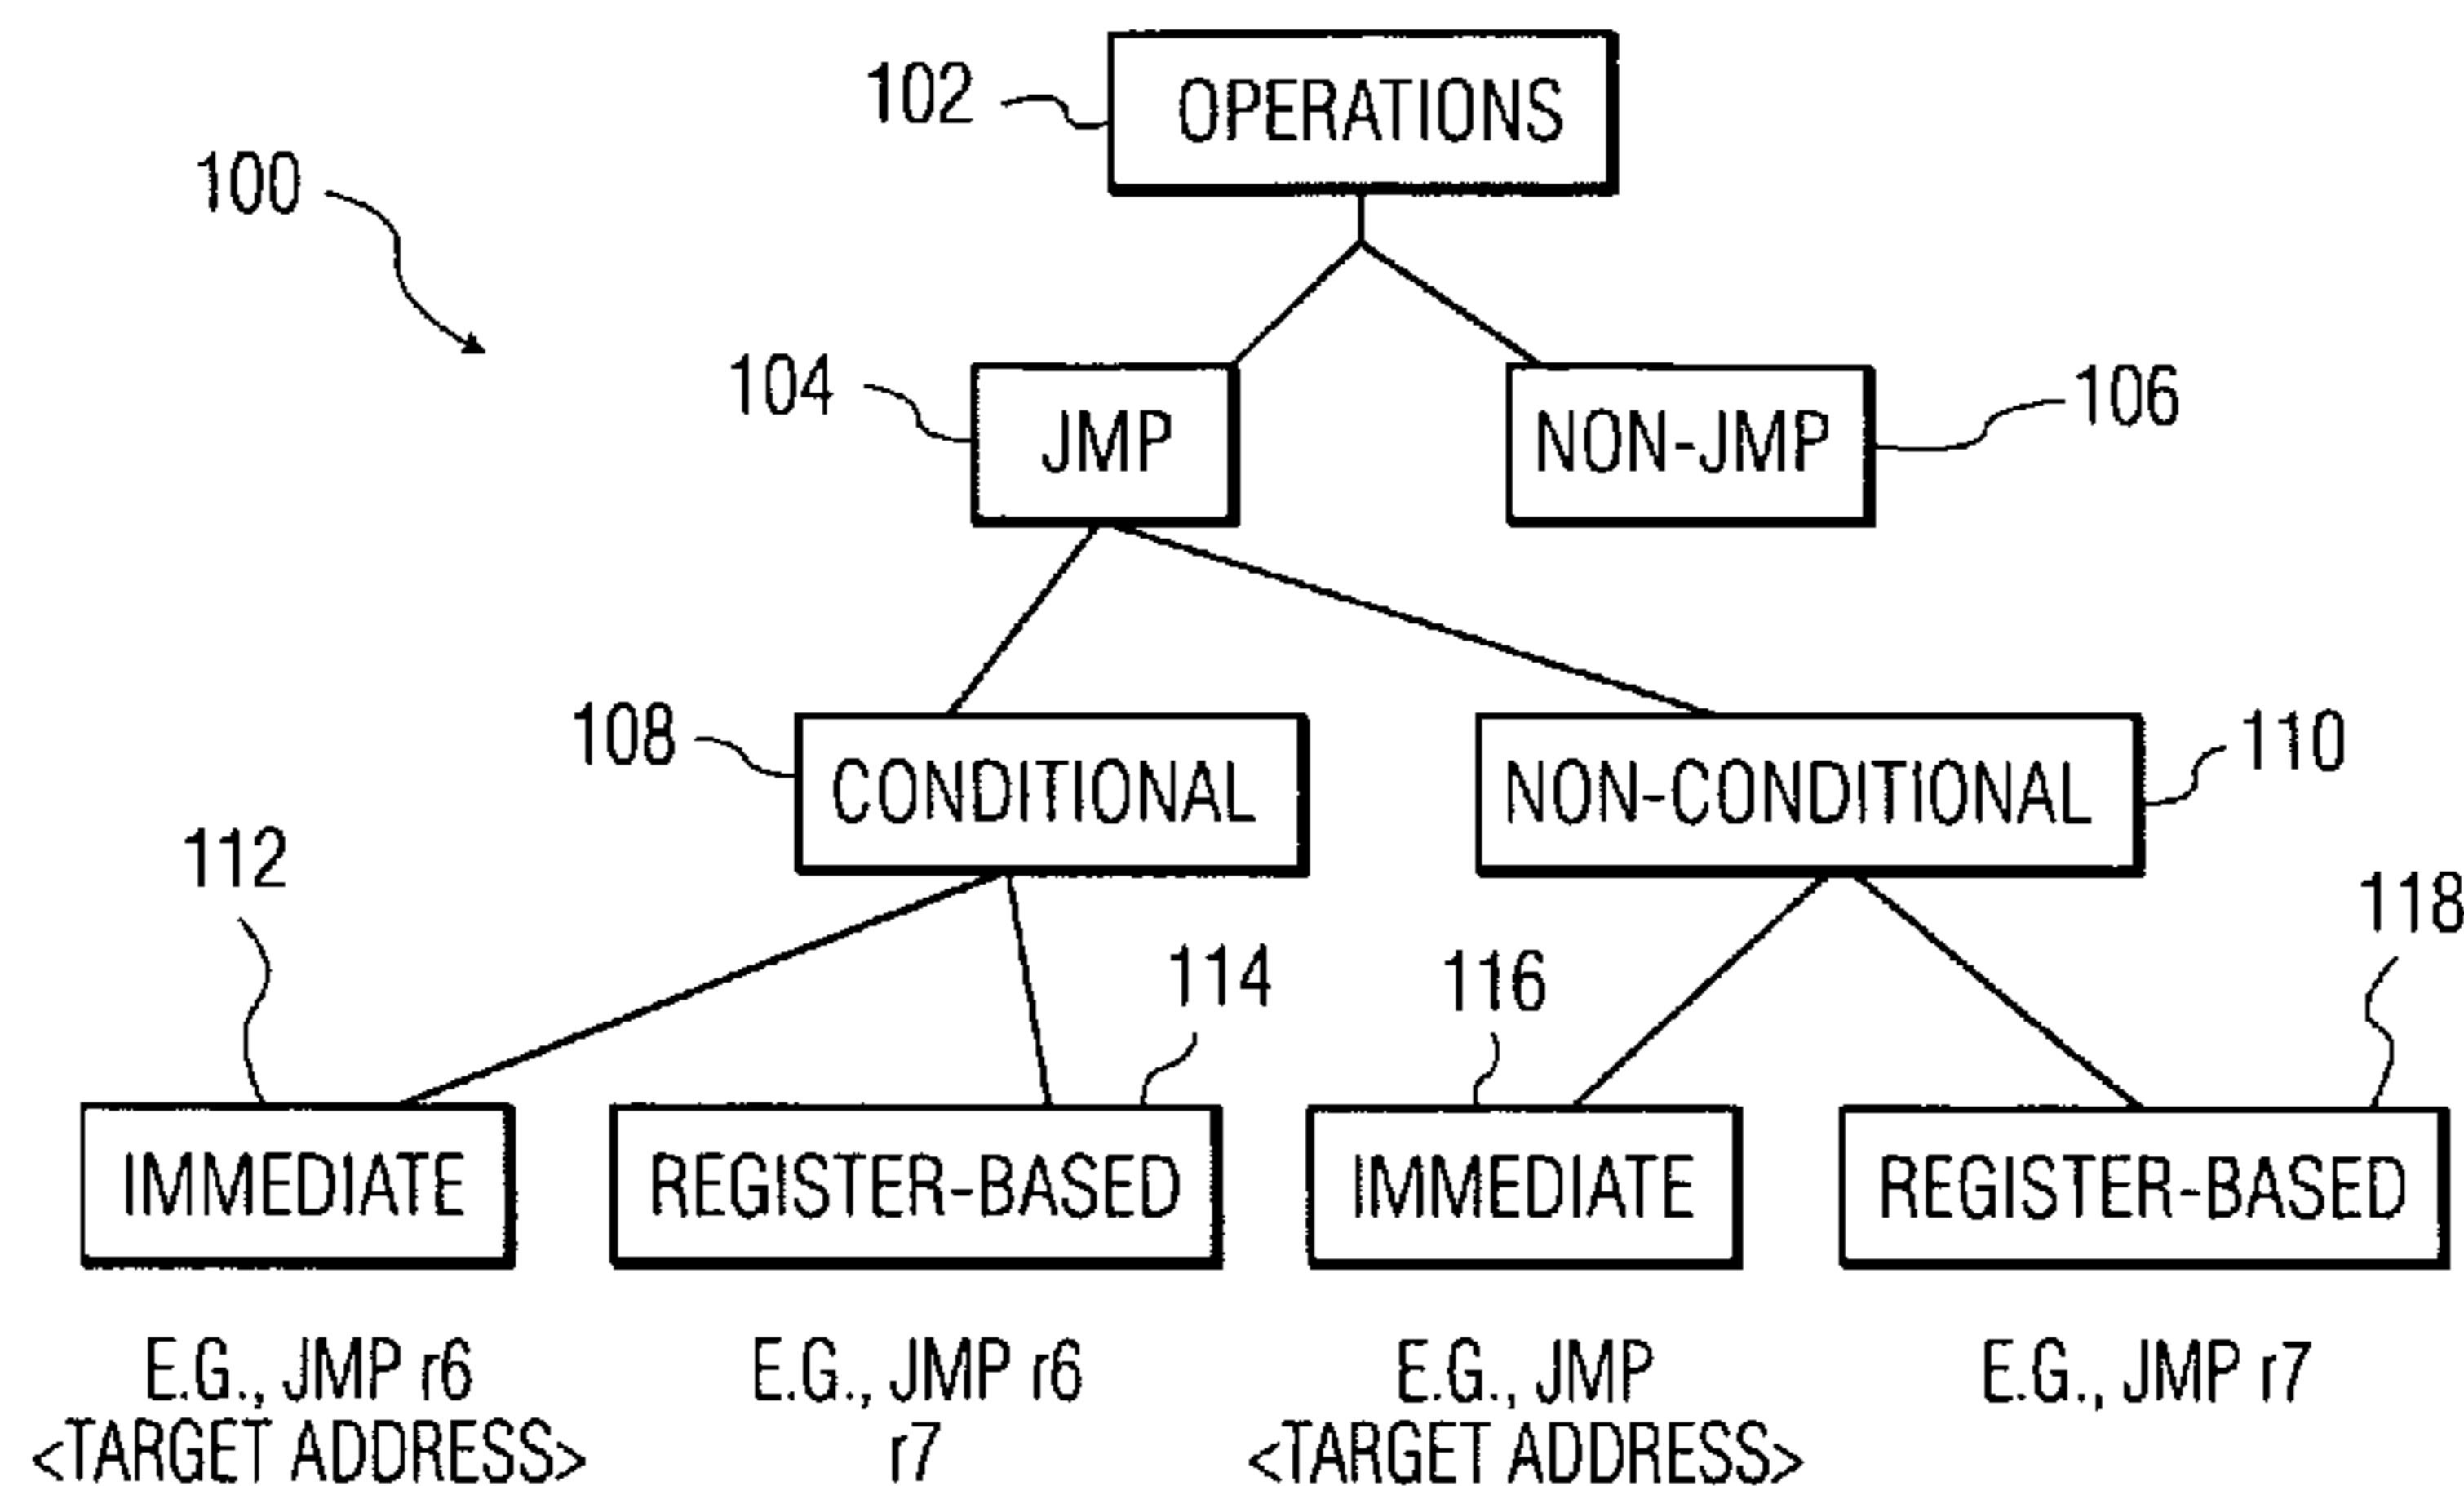 102
OPERATIONS
100
104
JMP
NON-JMP
106
108
CONDITIONAL
NON-CONDITIONAL
110
112
114
116
118
IMMEDIATE
REGISTER-BASED
IMMEDIATE
REGISTER-BASED
E.G., JMP r6
<TARGET ADDRESS>
E.G., JMP r6
r7
E.G., JMP
<TARGET ADDRESS>
E.G., JMP r7